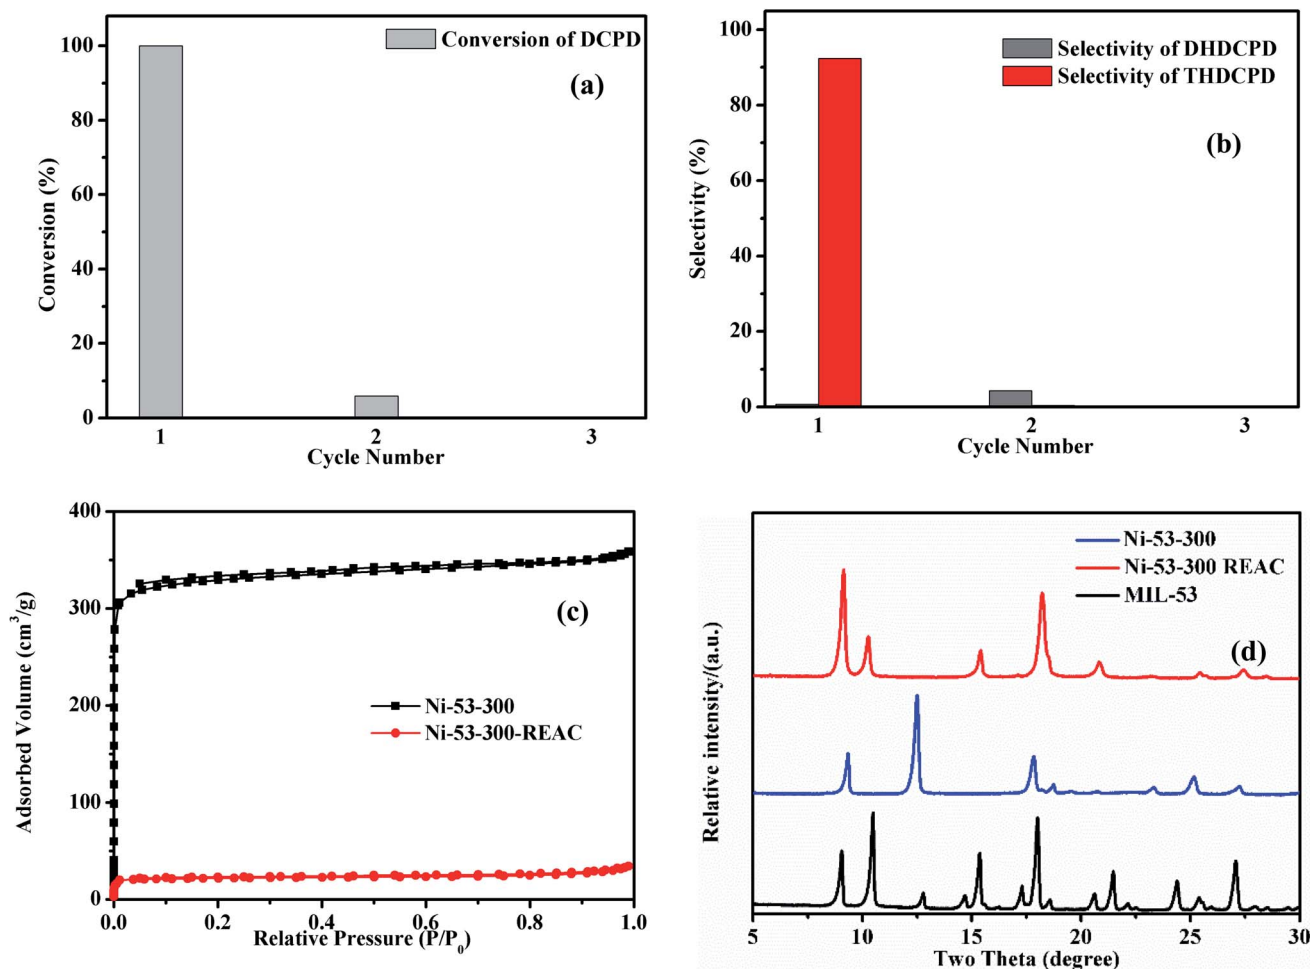 100
80
60
40
20
0
Conversion (%)
Conversion of DCPD
(a)
1
2
3
Cycle Number
100
80
60
40
20
0
Selectivity (%)
Selectivity of DHDCPD
Selectivity of THDCPD
(b)
1
2
3
Cycle Number
400
300
200
100
0
Adsorbed Volume (cm³/g)
(c)
Ni-53-300
Ni-53-300-REAC
0.0
0.2
0.4
0.6
0.8
1.0
Relative Pressure (P/P₀)
Relative intensity/(a.u.)
Ni-53-300
Ni-53-300 REAC
MIL-53
(d)
5
10
15
20
25
30
Two Theta (degree)